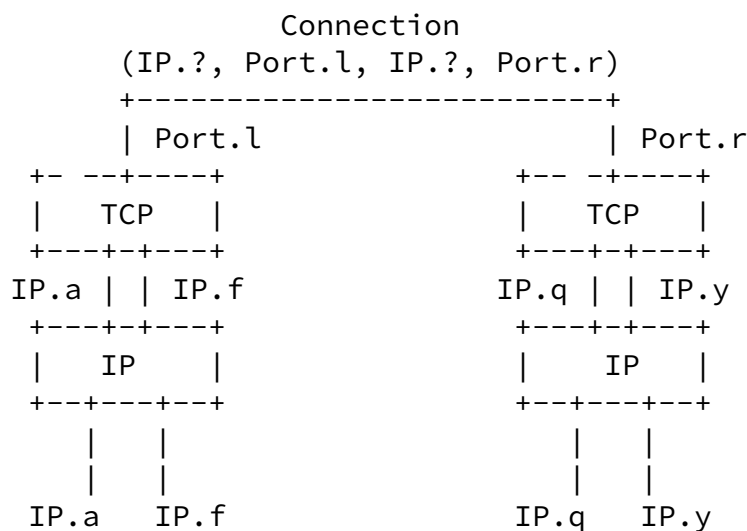 Connection
(IP.?, Port.l, IP.?, Port.r)
+---------------------------+
| Port.l | Port.r
+- --+----+ +-- -+----+
| TCP | | TCP |
+---+-+---+ +---+-+---+
IP.a | | IP.f IP.q | | IP.y
+---+-+---+ +---+-+---+
| IP | | IP |
+--+---+--+ +--+---+--+
| | | |
| | | |
IP.a IP.f IP.q IP.y